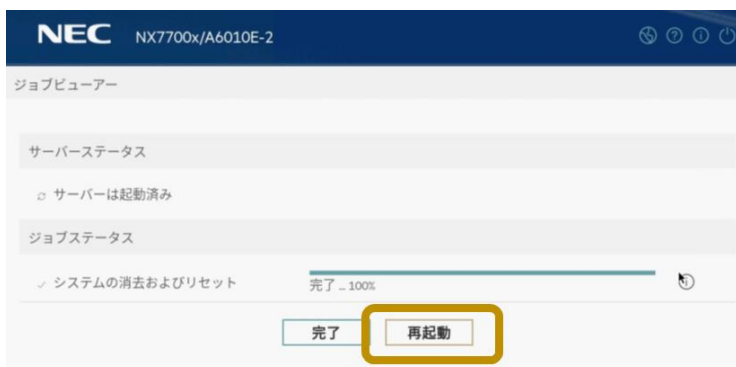 NEC NX7700x/A6010E-2
ジョブビューアー
サーバーステータス
サーバーは起動済み
ジョブステータス
システムの消去およびリセット 完了 ... 100%
完了 再起動